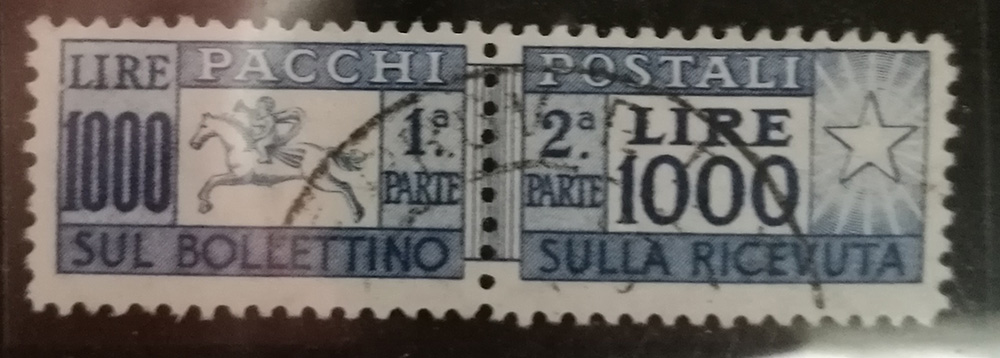 LIRE
1000
PACCHI
1ª
PARTE
SUL BOLLETTINO
POSTALI
2ª
PARTE
LIRE
1000
SULLA RICEVUTA